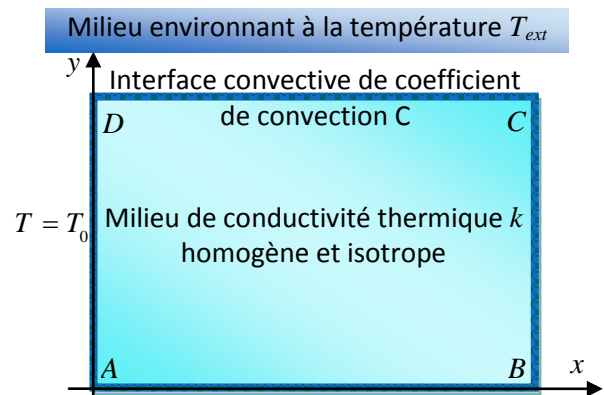 Milieu environnant à la température T_ext
y
Interface convective de coefficient
de convection C
D
C
T = T_0
Milieu de conductivité thermique k
homogène et isotrope
A
B
x